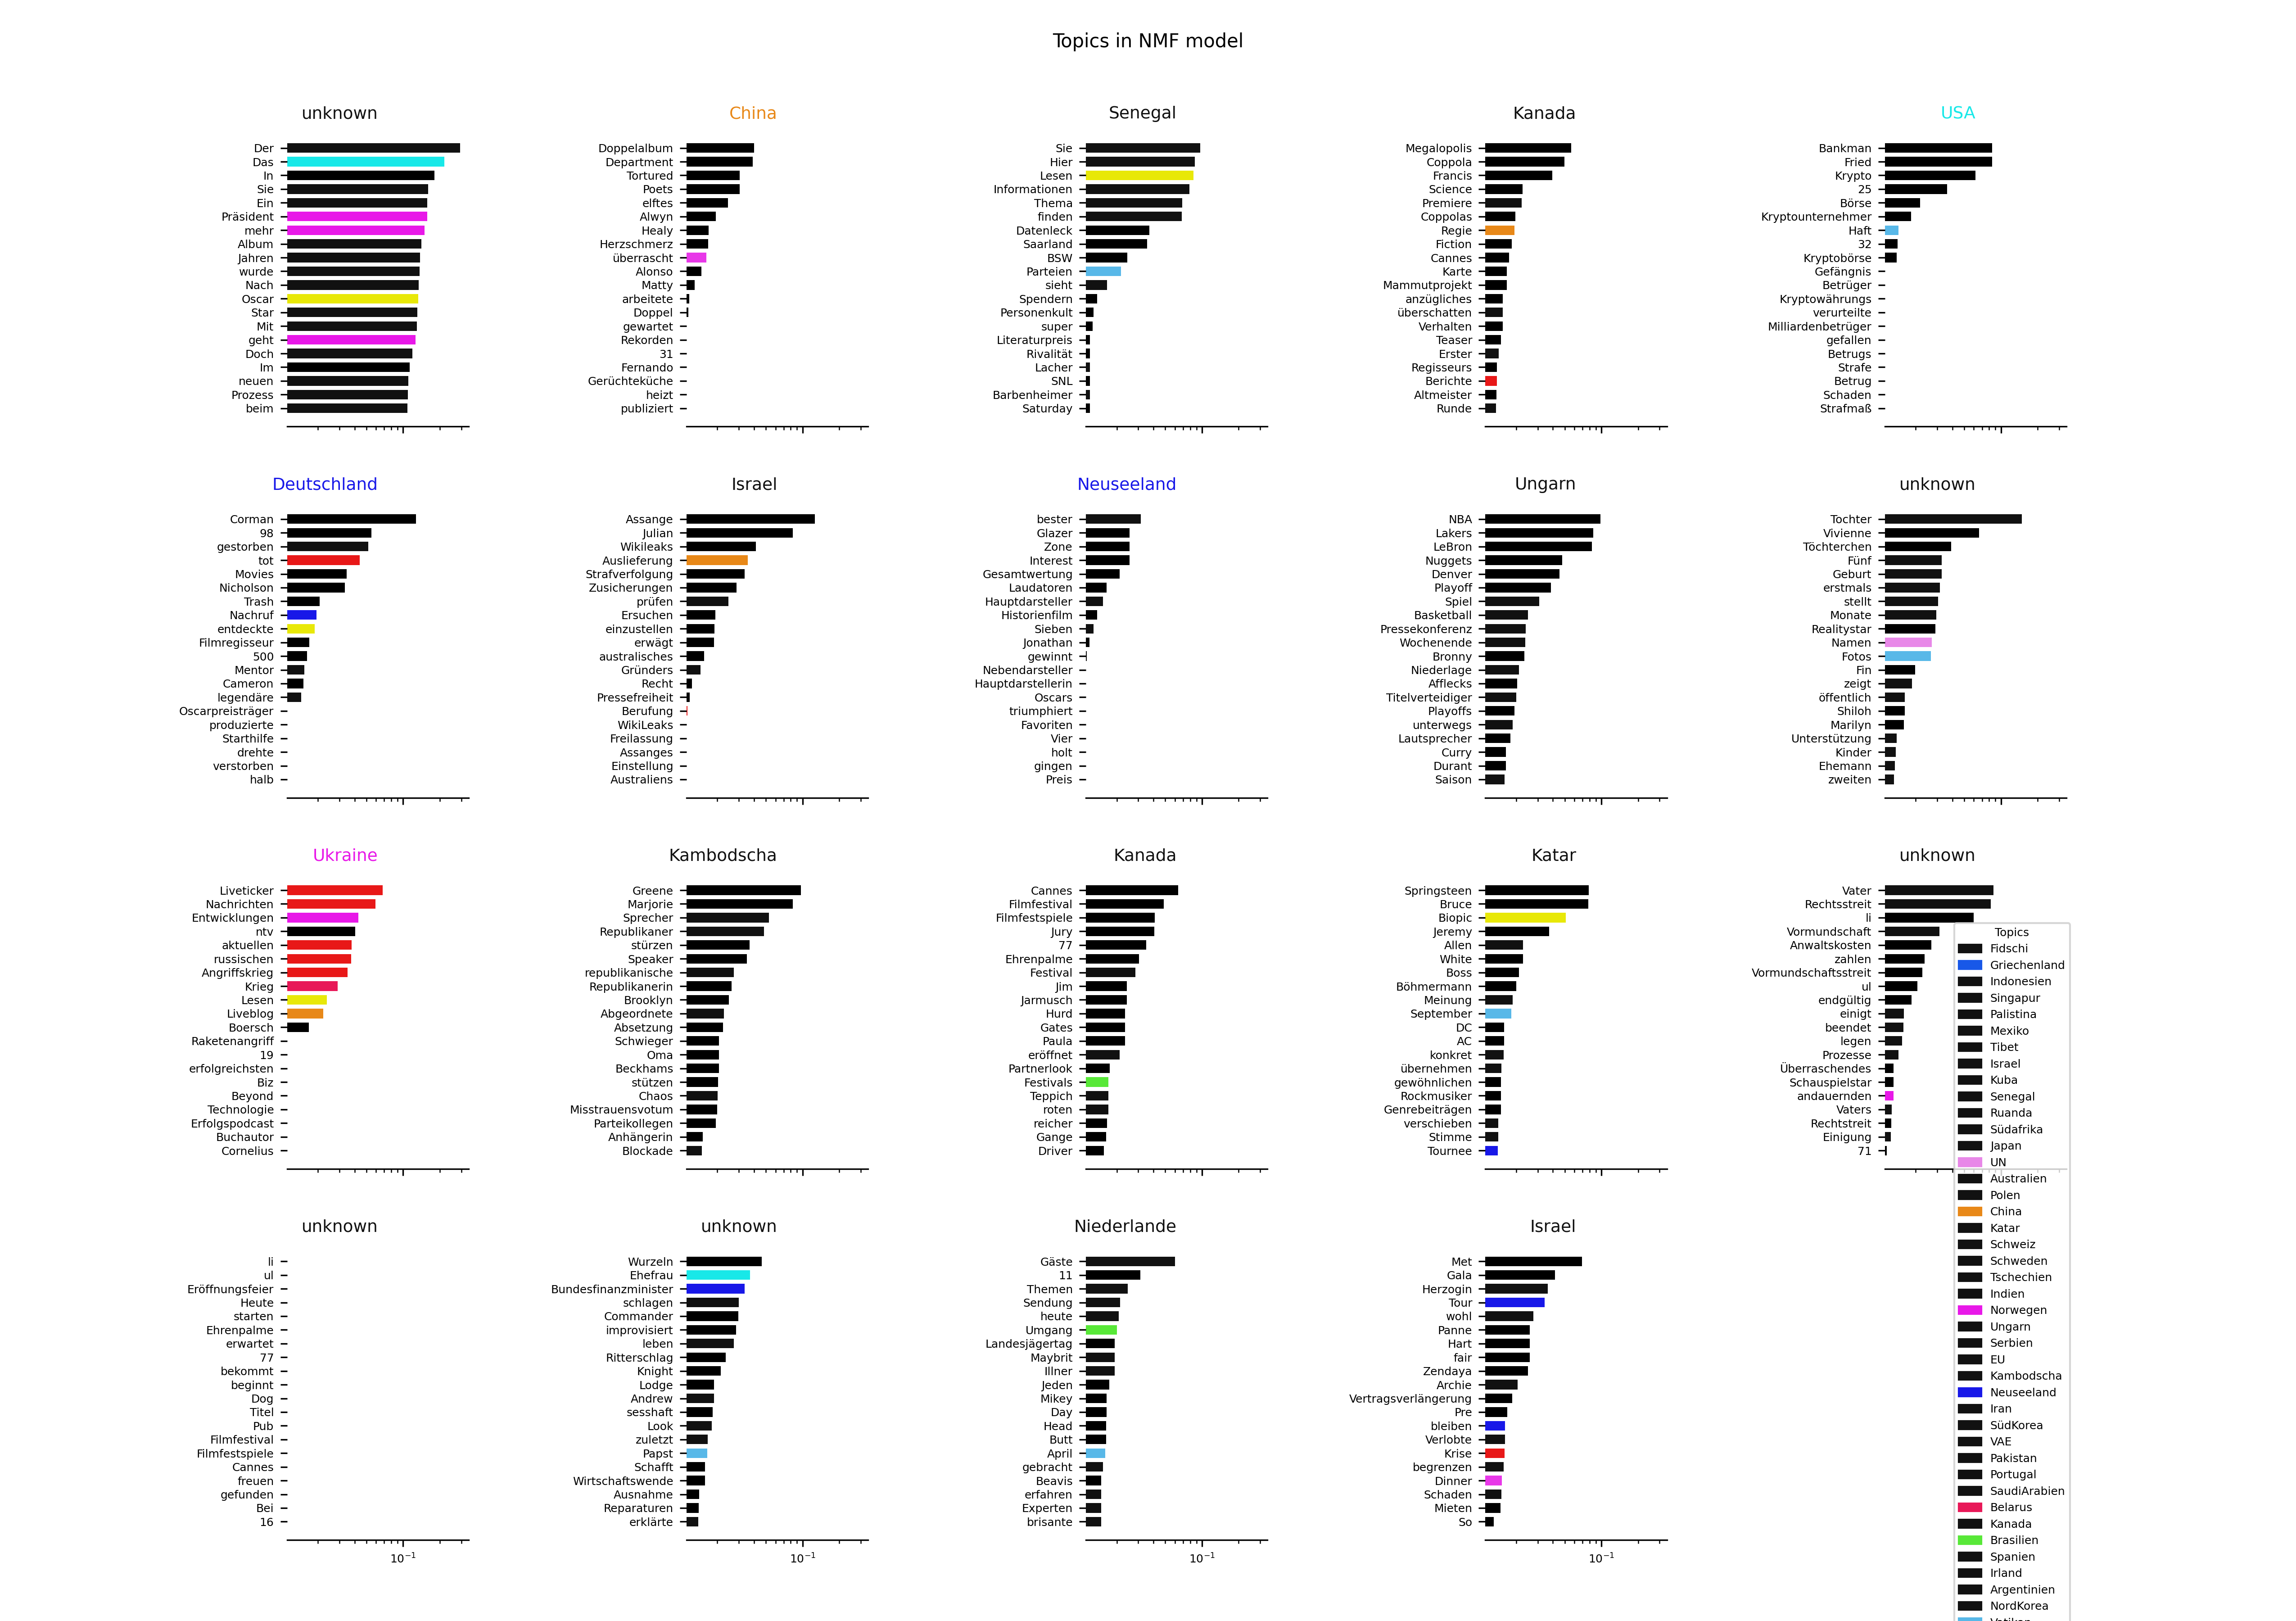 Topics in NMF model
unknown
Der
Das
In
Sie
Ein
Präsident
mehr
Album
Jahren
wurde
Nach
Oscar
Star
Mit
geht
Doch
Im
neuen
Prozess
beim
China
Doppelalbum
Department
Tortured
Poets
elftes
Alwyn
Healy
Herzschmerz
überrascht
Alonso
Matty
arbeitete
Doppel
gewartet
Rekorden
31
Fernando
Gerüchteküche
heizt
publiziert
Senegal
Sie
Hier
Lesen
Informationen
Thema
finden
Datenleck
Saarland
BSW
Parteien
sieht
Spendern
Personenkult
super
Literaturpreis
Rivalität
Lacher
SNL
Barbenheimer
Saturday
Kanada
Megalopolis
Coppola
Francis
Science
Premiere
Coppolas
Regie
Fiction
Cannes
Karte
Mammutprojekt
anzügliches
überschatten
Verhalten
Teaser
Erster
Regisseurs
Berichte
Altmeister
Runde
USA
Bankman
Fried
Krypto
25
Börse
Kryptounternehmer
Haft
32
Kryptobörse
Gefängnis
Betrüger
Kryptowährungs
verurteilte
Milliardenbetrüger
gefallen
Betrugs
Strafe
Betrug
Schaden
Strafmaß
Deutschland
Corman
98
gestorben
tot
Movies
Nicholson
Trash
Nachruf
entdeckte
Filmregisseur
500
Mentor
Cameron
legendäre
Oscarpreisträger
produzierte
Starthilfe
drehte
verstorben
halb
Israel
Assange
Julian
Wikileaks
Auslieferung
Strafverfolgung
Zusicherungen
prüfen
Ersuchen
einzustellen
erwägt
australisches
Gründers
Recht
Pressefreiheit
Berufung
WikiLeaks
Freilassung
Assanges
Einstellung
Australiens
Neuseeland
bester
Glazer
Zone
Interest
Gesamtwertung
Laudatoren
Hauptdarsteller
Historienfilm
Sieben
Jonathan
gewinnt
Nebendarsteller
Hauptdarstellerin
Oscars
triumphiert
Favoriten
Vier
holt
gingen
Preis
Ungarn
NBA
Lakers
LeBron
Nuggets
Denver
Playoff
Spiel
Basketball
Pressekonferenz
Wochenende
Bronny
Niederlage
Afflecks
Titelverteidiger
Playoffs
unterwegs
Lautsprecher
Curry
Durant
Saison
unknown
Tochter
Vivienne
Töchterchen
Fünf
Geburt
erstmals
stellt
Monate
Realitystar
Namen
Fotos
Fin
zeigt
öffentlich
Shiloh
Marilyn
Unterstützung
Kinder
Ehemann
zweiten
Ukraine
Liveticker
Nachrichten
Entwicklungen
ntv
aktuellen
russischen
Angriffskrieg
Krieg
Lesen
Liveblog
Boersch
Raketenangriff
19
erfolgreichsten
Biz
Beyond
Technologie
Erfolgspodcast
Buchautor
Cornelius
Kambodscha
Greene
Marjorie
Sprecher
Republikaner
stürzen
Speaker
republikanische
Republikanerin
Brooklyn
Abgeordnete
Absetzung
Schwieger
Oma
Beckhams
stützen
Chaos
Misstrauensvotum
Parteikollegen
Anhängerin
Blockade
Kanada
Cannes
Filmfestival
Filmfestspiele
Jury
77
Ehrenpalme
Festival
Jim
Jarmusch
Hurd
Gates
Paula
eröffnet
Partnerlook
Festivals
Teppich
roten
reicher
Gange
Driver
Katar
Springsteen
Bruce
Biopic
Jeremy
Allen
White
Boss
Böhmermann
Meinung
September
DC
AC
konkret
übernehmen
gewöhnlichen
Rockmusiker
Genrebeiträgen
verschieben
Stimme
Tournee
unknown
Vater
Rechtsstreit
li
Vormundschaft
Anwaltskosten
zahlen
Vormundschaftsstreit
ul
endgültig
einigt
beendet
legen
Prozesse
Überraschendes
Schauspielstar
andauernden
Vaters
Rechtstreit
Einigung
71
unknown
li
ul
Eröffnungsfeier
Heute
starten
Ehrenpalme
erwartet
77
bekommt
beginnt
Dog
Titel
Pub
Filmfestival
Filmfestspiele
Cannes
freuen
gefunden
Bei
16
10⁻¹
unknown
Wurzeln
Ehefrau
Bundesfinanzminister
schlagen
Commander
improvisiert
leben
Ritterschlag
Knight
Lodge
Andrew
sesshaft
Look
zuletzt
Papst
Schafft
Wirtschaftswende
Ausnahme
Reparaturen
erklärte
10⁻¹
Niederlande
Gäste
11
Themen
Sendung
heute
Umgang
Landesjägertag
Maybrit
Illner
Jeden
Mikey
Day
Head
Butt
April
gebracht
Beavis
erfahren
Experten
brisante
10⁻¹
Israel
Met
Gala
Herzogin
Tour
wohl
Panne
Hart
fair
Zendaya
Archie
Vertragsverlängerung
Pre
bleiben
Verlobte
Krise
begrenzen
Dinner
Schaden
Mieten
So
10⁻¹
Topics
Fidschi
Griechenland
Indonesien
Singapur
Palistina
Mexiko
Tibet
Israel
Kuba
Senegal
Ruanda
Südafrika
Japan
UN
Australien
Polen
China
Katar
Schweiz
Schweden
Tschechien
Indien
Norwegen
Ungarn
Serbien
EU
Kambodscha
Neuseeland
Iran
SüdKorea
VAE
Pakistan
Portugal
SaudiArabien
Belarus
Kanada
Brasilien
Spanien
Irland
Argentinien
NordKorea